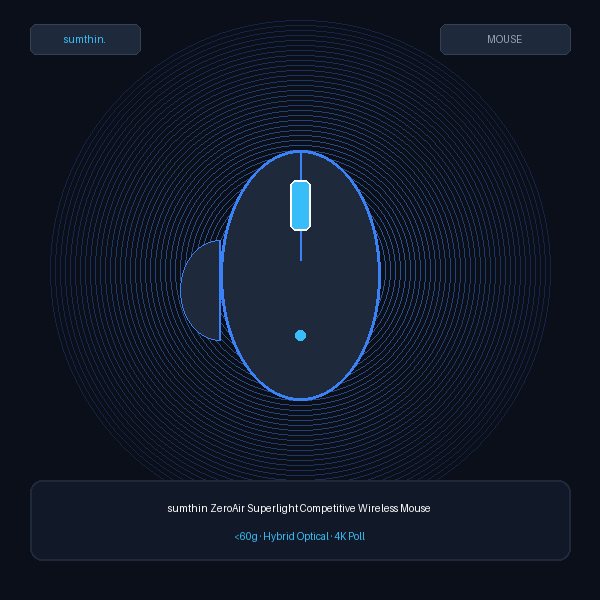 sumthin.
MOUSE
sumthin ZeroAir Superlight Competitive Wireless Mouse
<60g · Hybrid Optical · 4K Poll